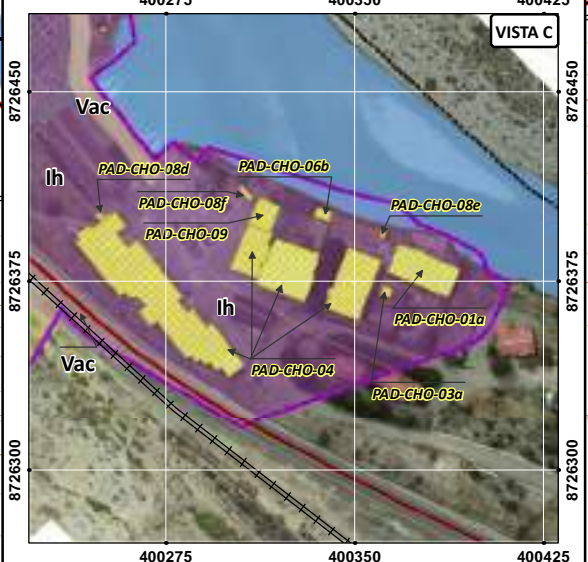 400275
400350
400425
VISTA C
8726450
8726450
Vac
Ih
PAD-CHO-08d
PAD-CHO-06b
PAD-CHO-08f
PAD-CHO-08e
PAD-CHO-09
8726375
8726375
Ih
PAD-CHO-01a
Vac
PAD-CHO-04
PAD-CHO-03a
8726300
8726300
400275
400350
400425